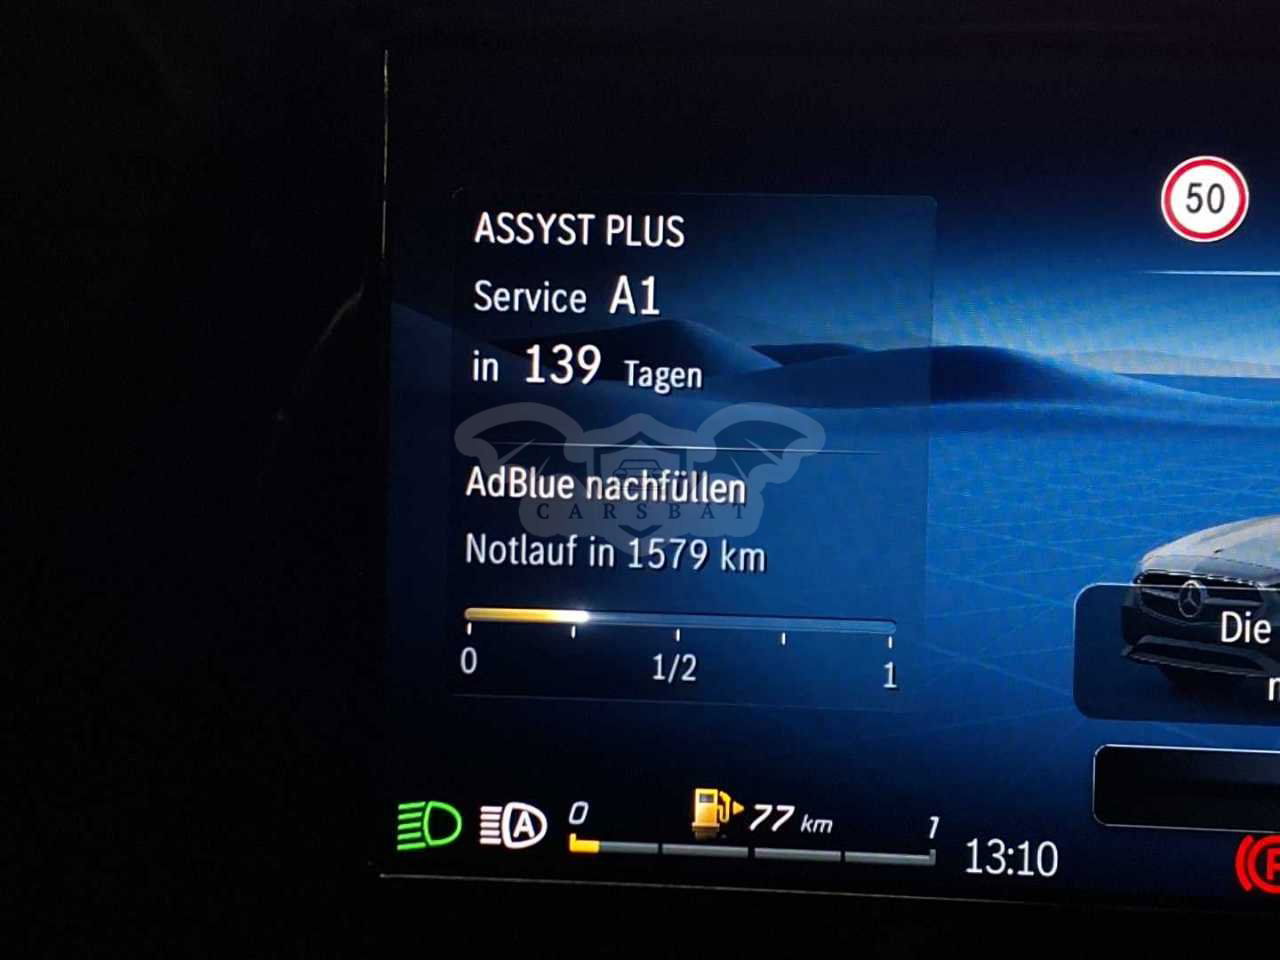 50
ASSYST PLUS
Service A1
in 139 Tagen
AdBlue nachfüllen
CARSBAT
Notlauf in 1579 km
0 1/2 1
Die
0 77 km 1
13:10